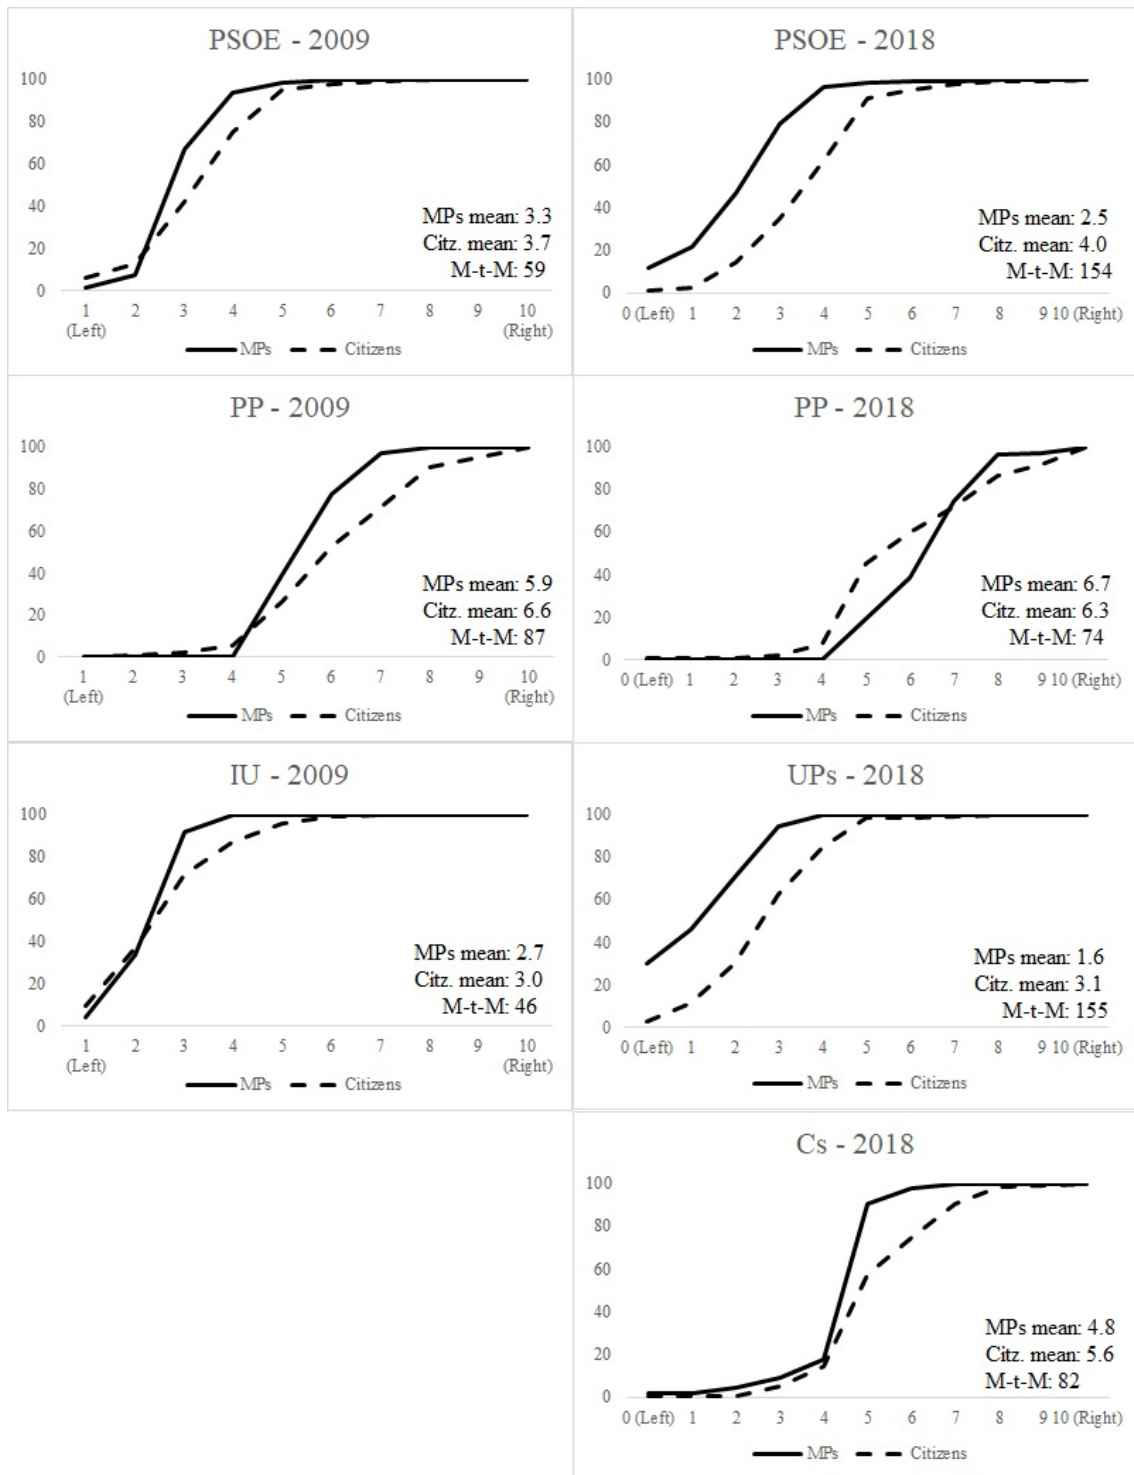 PSOE - 2009
100
80
60
40
20
0
MPs mean: 3.3
Citz. mean: 3.7
M-t-M: 59
1 2 3 4 5 6 7 8 9 10
(Left) (Right)
MPs Citizens
PSOE - 2018
100
80
60
40
20
0
MPs mean: 2.5
Citz. mean: 4.0
M-t-M: 154
0 (Left) 1 2 3 4 5 6 7 8 9 10 (Right)
MPs Citizens
PP - 2009
100
80
60
40
20
0
MPs mean: 5.9
Citz. mean: 6.6
M-t-M: 87
1 2 3 4 5 6 7 8 9 10
(Left) (Right)
MPs Citizens
PP - 2018
100
80
60
40
20
0
MPs mean: 6.7
Citz. mean: 6.3
M-t-M: 74
0 (Left) 1 2 3 4 5 6 7 8 9 10 (Right)
MPs Citizens
IU - 2009
100
80
60
40
20
0
MPs mean: 2.7
Citz. mean: 3.0
M-t-M: 46
1 2 3 4 5 6 7 8 9 10
(Left) (Right)
MPs Citizens
UPs - 2018
100
80
60
40
20
0
MPs mean: 1.6
Citz. mean: 3.1
M-t-M: 155
0 (Left) 1 2 3 4 5 6 7 8 9 10 (Right)
MPs Citizens
Cs - 2018
100
80
60
40
20
0
MPs mean: 4.8
Citz. mean: 5.6
M-t-M: 82
0 (Left) 1 2 3 4 5 6 7 8 9 10 (Right)
MPs Citizens